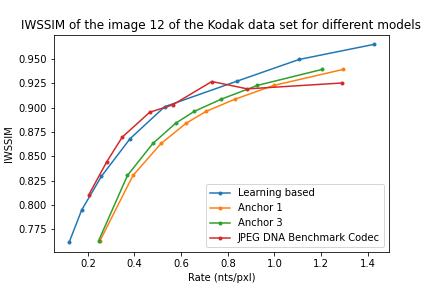 IWSSIM of the image 12 of the Kodak data set for different models
0.950
0.925
0.900
0.875
0.850
0.825
0.800
0.775
IWSSIM
Learning based
Anchor 1
Anchor 3
JPEG DNA Benchmark Codec
0.2 0.4 0.6 0.8 1.0 1.2 1.4
Rate (nts/pxl)